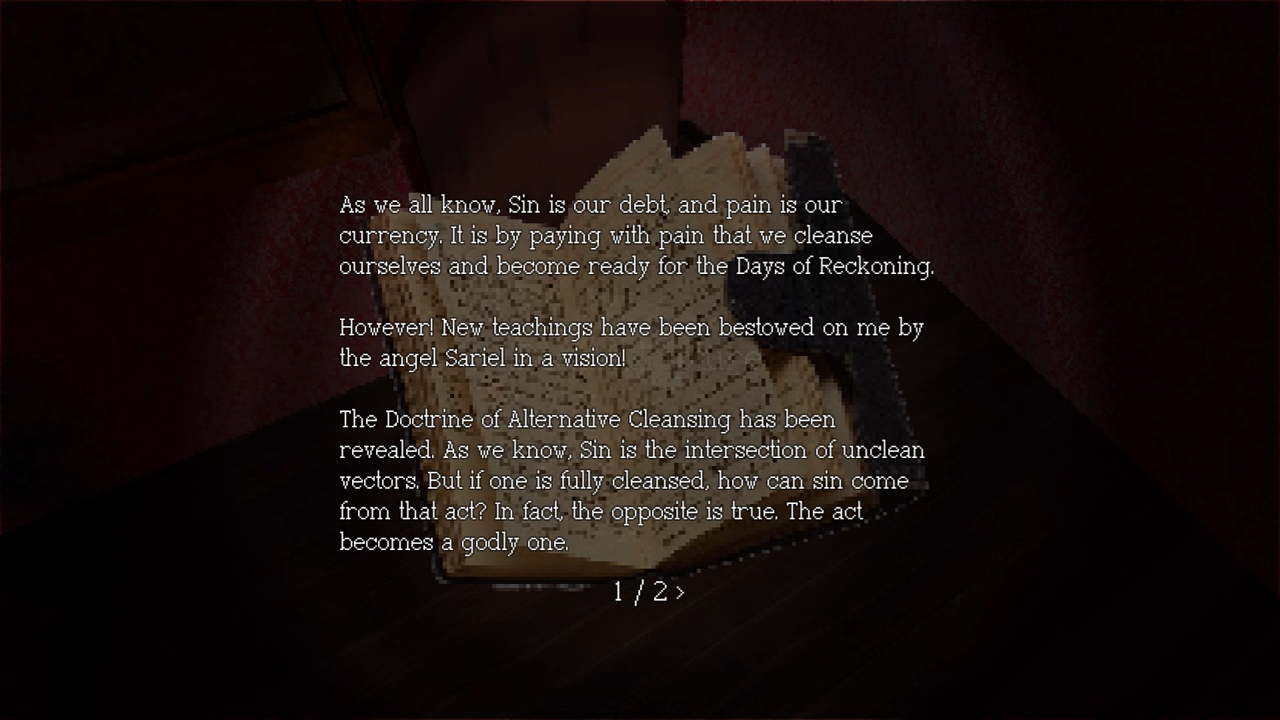 As we all know, Sin is our debt, and pain is our
currency. It is by paying with pain that we cleanse
ourselves and become ready for the Days of Reckoning.
However! New teachings have been bestowed on me by
the angel Sariel in a vision!
The Doctrine of Alternative Cleansing has been
revealed. As we know, Sin is the intersection of unclean
vectors. But if one is fully cleansed, how can sin come
from that act? In fact, the opposite is true. The act
becomes a godly one.
1 / 2 >